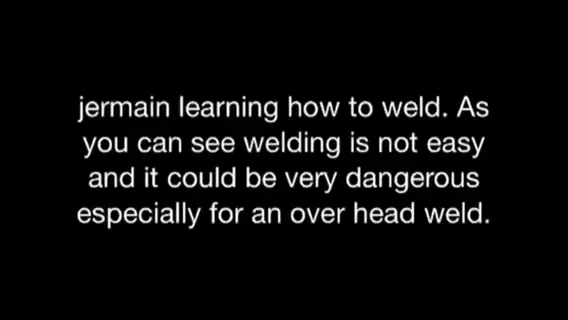 jermain learning how to weld. As
you can see welding is not easy
and it could be very dangerous
especially for an over head weld.